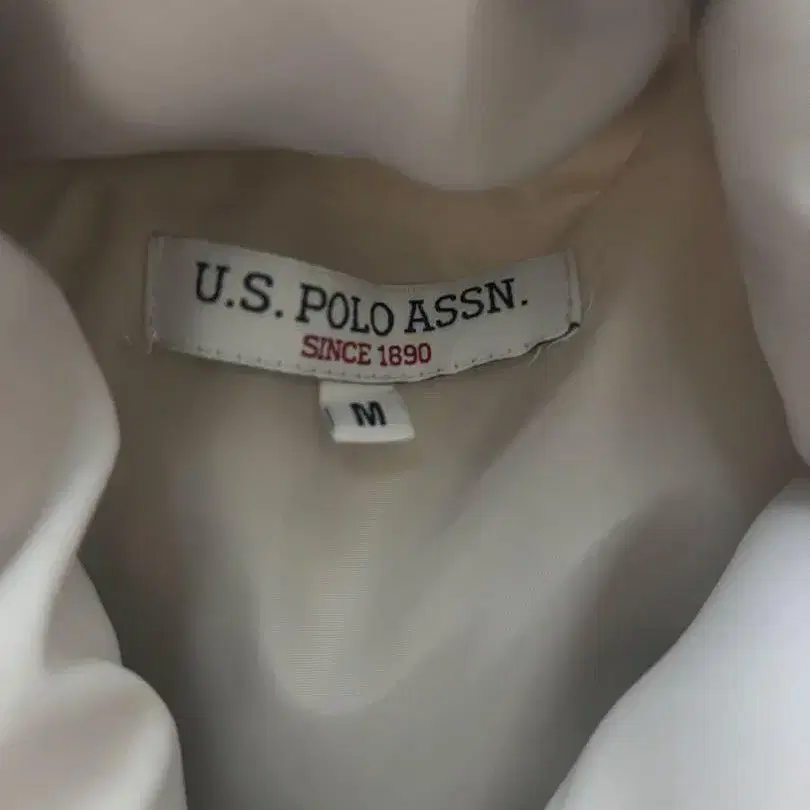 U.S. POLO ASSN.
SINCE 1890
M